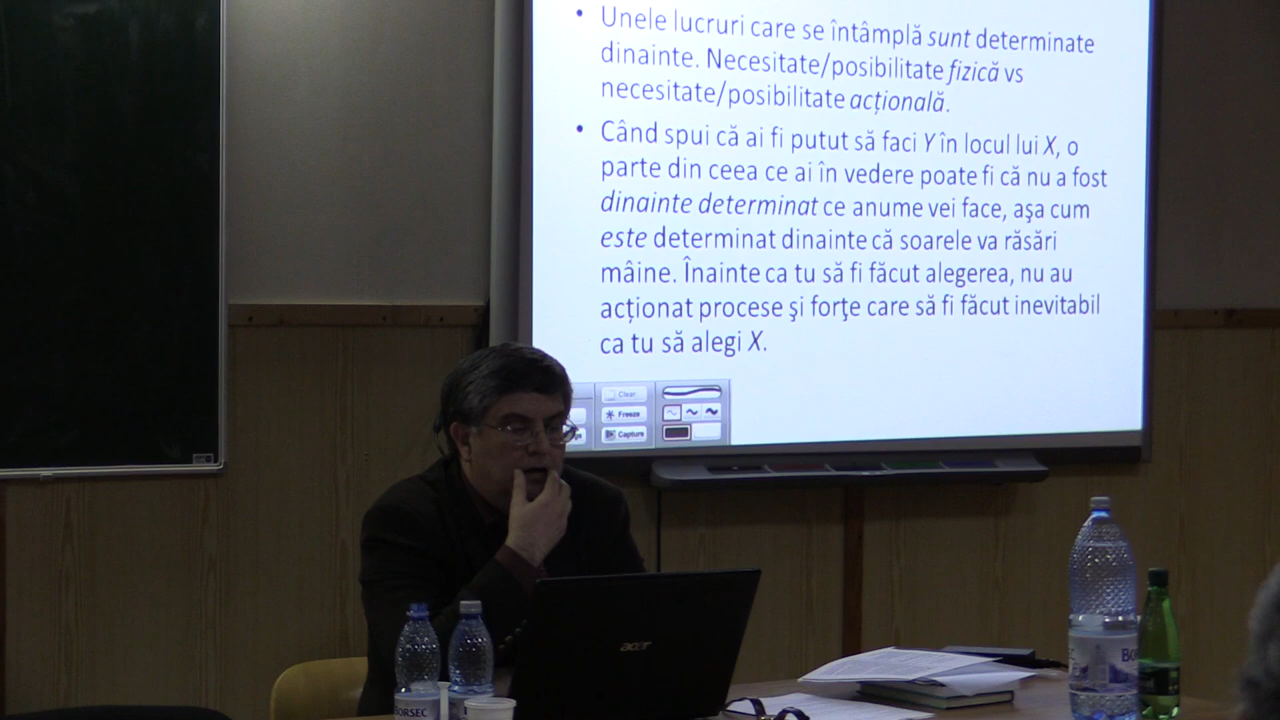 • Unele lucruri care se întâmplă sunt determinate
dinainte. Necesitate/posibilitate fizică vs
necesitate/posibilitate acțională.
• Când spui că ai fi putut să faci Y în locul lui X, o
parte din ceea ce ai în vedere poate fi că nu a fost
dinainte determinat ce anume vei face, aşa cum
este determinat dinainte că soarele va răsări
mâine. Înainte ca tu să fi făcut alegerea, nu au
acționat procese şi forţe care să fi făcut inevitabil
ca tu să alegi X.
Clear
Freeze
Capture
acer
BORSEC